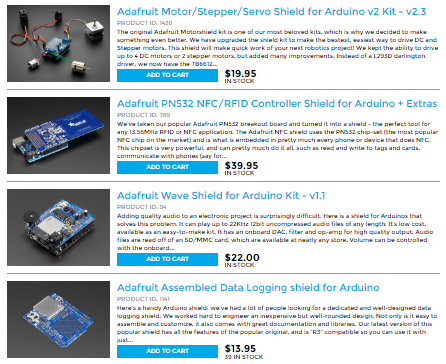 Adafruit Motor/Stepper/Servo Shield for Arduino v2 Kit - v2.3
PRODUCT ID: 1438
The original Adafruit Motorshield kit is one of our most beloved kits, which is why we decided to
make something even better. We have upgraded the shield kit to make the bestest, easiest way to drive DC and
Stepper motors. This shield will make quick work of your next robotics project! We kept the ability to drive
up to 4 DC motors or 2 stepper motors, but added many improvements: Instead of a L293D darlington
driver, we now have the TB6612...
ADD TO CART
$19.95
IN STOCK
Adafruit PN532 NFC/RFID Controller Shield for Arduino + Extras
PRODUCT ID: 789
We've taken our popular Adafruit PN532 breakout board and turned it into a shield - the perfect tool for
any 13.56MHz RFID or NFC application. The Adafruit NFC shield uses the PN532 chip-set (the most popular
NFC chip on the market) and is what is embedded in pretty much every phone or device that does NFC.
This chipset is very powerful, and can pretty much do it all, such as read and write to tags and cards,
communicate with phones (say for...
ADD TO CART
$39.95
IN STOCK
Adafruit Wave Shield for Arduino Kit - v1.1
PRODUCT ID: 94
Adding quality audio to an electronic project is surprisingly difficult. Here is a shield for Arduinos that
solves this problem. It can play up to 22KHz 12bit uncompressed audio files of any length. It's low cost,
available as an easy-to-make kit. It has an onboard DAC, filter and op-amp for high quality output. Audio
files are read off of an SD/MMC card, which are available at nearly any store. Volume can be controlled
with the onboard...
ADD TO CART
$22.00
IN STOCK
Adafruit Assembled Data Logging shield for Arduino
PRODUCT ID: 1141
Here's a handy Arduino shield: we've had a lot of people looking for a dedicated and well-designed data
logging shield. We worked hard to engineer an inexpensive but well-rounded design. Not only is it easy to
assemble and customize, it also comes with great documentation and libraries. Our latest version of this
popular shield has all the features of the popular original, and is "R3" compatible so you can use it with
just...
ADD TO CART
$13.95
39 IN STOCK